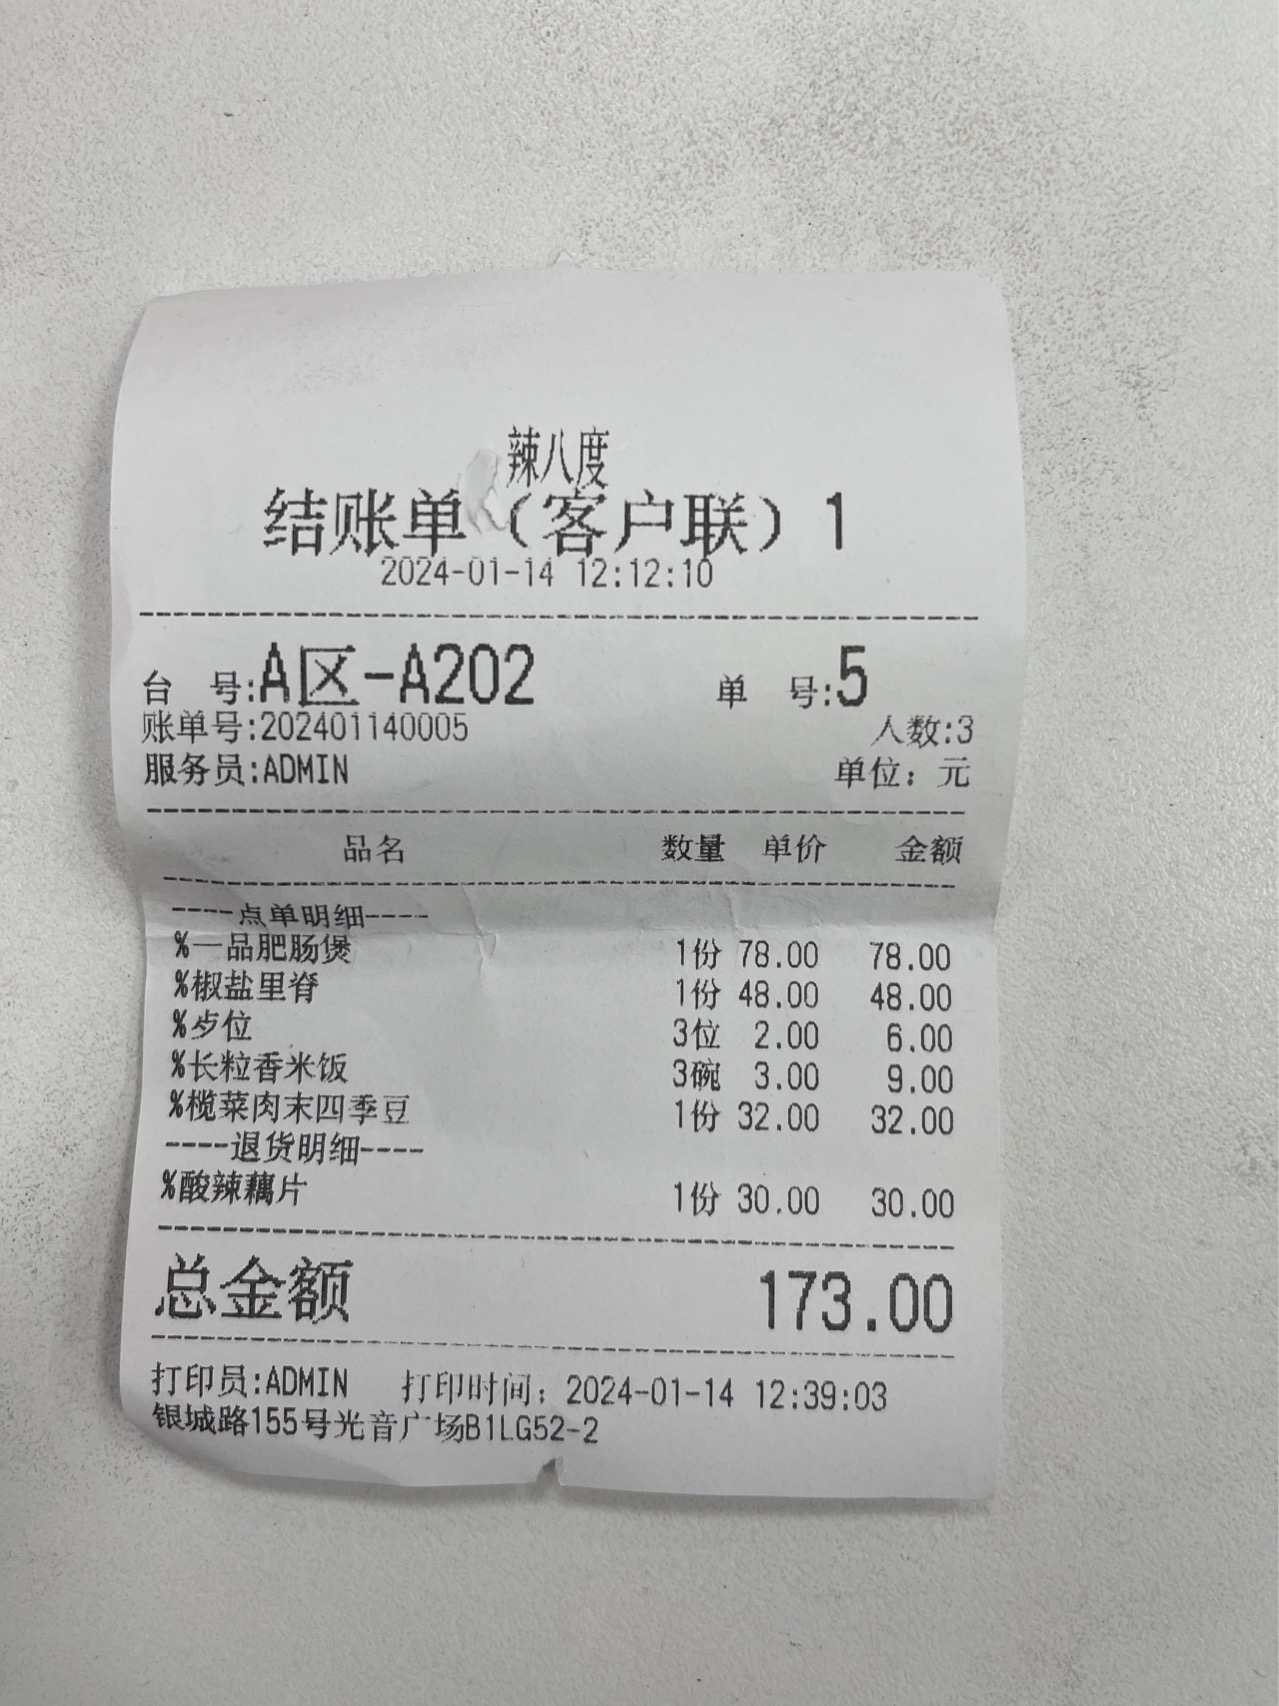 辣八度
结账单（客户联）1
2024-01-14 12:12:10
台 号:A区-A202 单 号:5
账单号:202401140005 人数:3
服务员:ADMIN 单位：元
品名 数量 单价 金额
----点单明细----
%一品肥肠煲 1份 78.00 78.00
%椒盐里脊 1份 48.00 48.00
%歺位 3位 2.00 6.00
%长粒香米饭 3碗 3.00 9.00
%榄菜肉末四季豆 1份 32.00 32.00
----退货明细----
%酸辣藕片 1份 30.00 30.00
总金额 173.00
打印员:ADMIN 打印时间：2024-01-14 12:39:03
银城路155号光音广场B1LG52-2